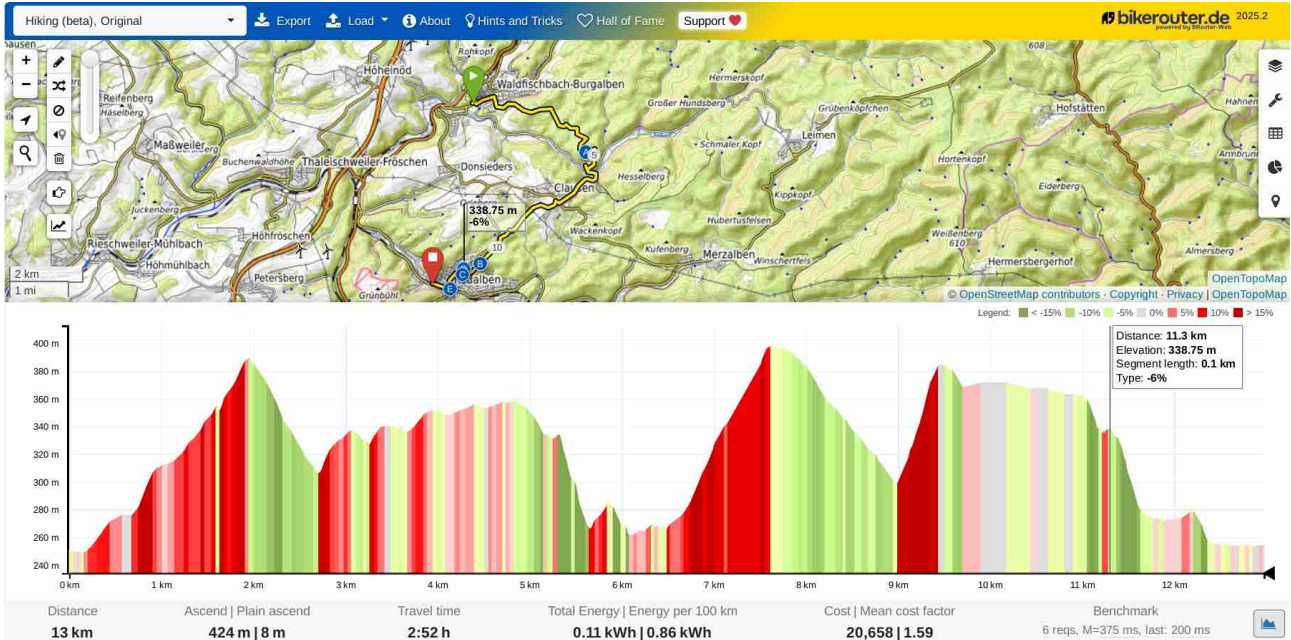 Hiking (beta), Original
Export
Load
About
Hints and Tricks
Hall of Fame
Support
bikerouter.de
powered by BRouter-Web
2025.2
Rohkopf
608
Höheinöd
Waldfischbach-Burgalben
Hermerskopf
Reifenberg
Häselberg
Großer Hundsberg
Grübenköpfchen
Hofstätten
Hahnen
Maßweiler
Leimen
Buchenwaldhöhe
Thaleischweiler-Fröschen
Donsieders
A
5
Schmaler Kopf
Hortenkopf
Armbrun
Clausen
Hesselberg
Eiderberg
Kippkopf
Juckenberg
338.75 m
-6%
Hubertusfelsen
Höhfröschen
Wackenkopf
Weißenberg
610
Rieschweiler-Mühlbach
10
Kufenberg
Merzalben
Almersberg
Höhmühlbach
Petersberg
B
C
Winschertfels
Hermersbergerhof
2 km
1 mi
E
Grünbühl
OpenTopoMap
© OpenStreetMap contributors · Copyright · Privacy | OpenTopoMap
Legend: < -15% -10% -5% 0% 5% 10% > 15%
Distance: 11.3 km
Elevation: 338.75 m
Segment length: 0.1 km
Type: -6%
400 m
380 m
360 m
340 m
320 m
300 m
280 m
260 m
240 m
0 km 1 km 2 km 3 km 4 km 5 km 6 km 7 km 8 km 9 km 10 km 11 km 12 km
Distance
Ascend | Plain ascend
Travel time
Total Energy | Energy per 100 km
Cost | Mean cost factor
Benchmark
13 km
424 m | 8 m
2:52 h
0.11 kWh | 0.86 kWh
20,658 | 1.59
6 reqs, M=375 ms, last: 200 ms